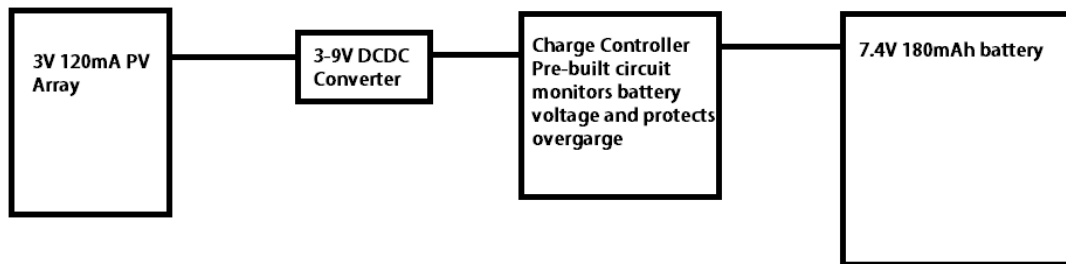 3V 120mA PV
Array
3-9V DCDC
Converter
Charge Controller
Pre-built circuit
monitors battery
voltage and protects
overgarge
7.4V 180mAh battery